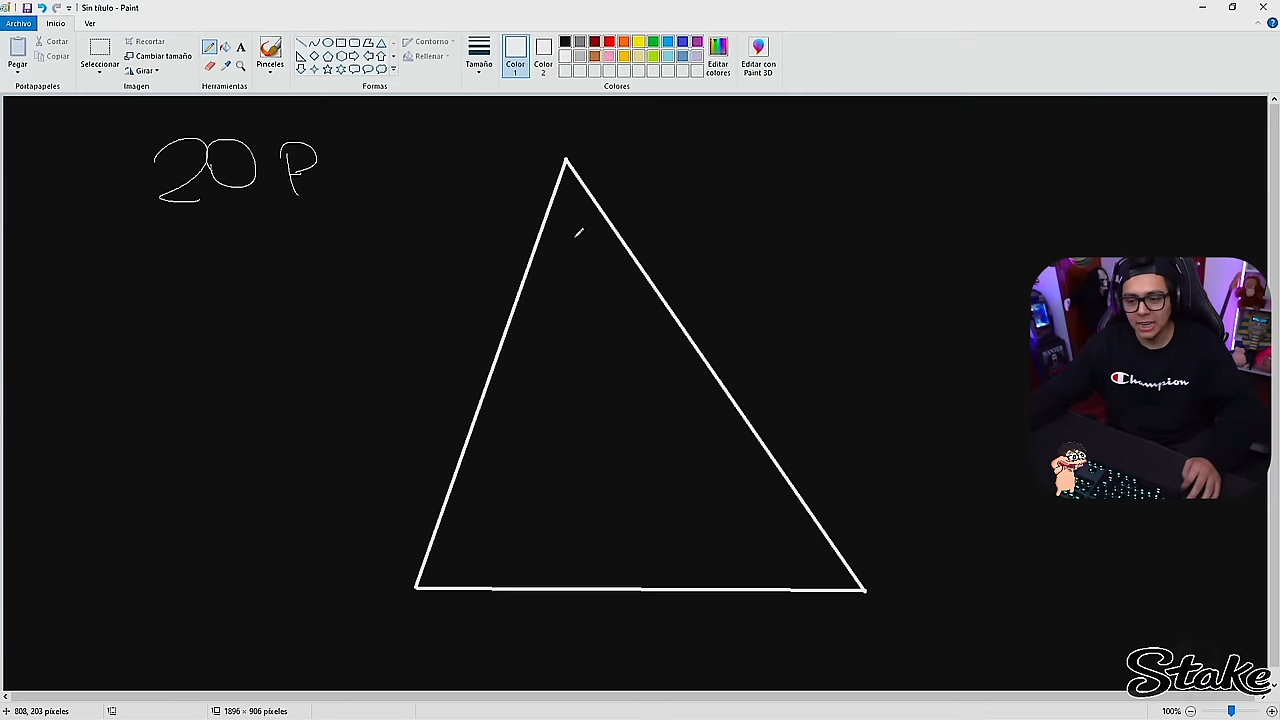 Sin título - Paint
Archivo Inicio Ver
Pegar
Cortar
Copiar
Portapapeles
Seleccionar
Recortar
Cambiar tamaño
Girar
Imagen
A
Herramientas
Pinceles
Contorno
Rellenar
Formas
Tamaño
Color 1
Color 2
Editar colores
Colores
Editar con Paint 3D
20 P
Champion
Stake
808, 203 píxeles
1896 × 906 píxeles
100%